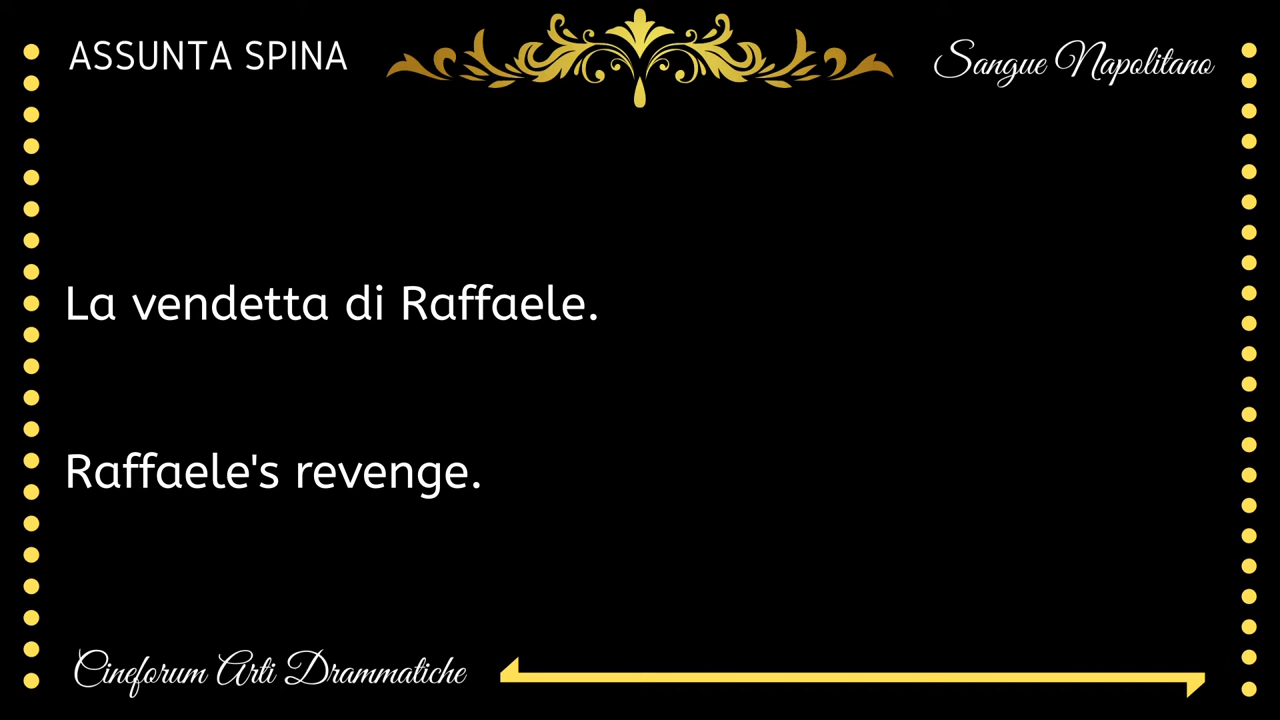 ASSUNTA SPINA
Sangue Napolitano
La vendetta di Raffaele.
Raffaele's revenge.
Cineforum Arti Drammatiche